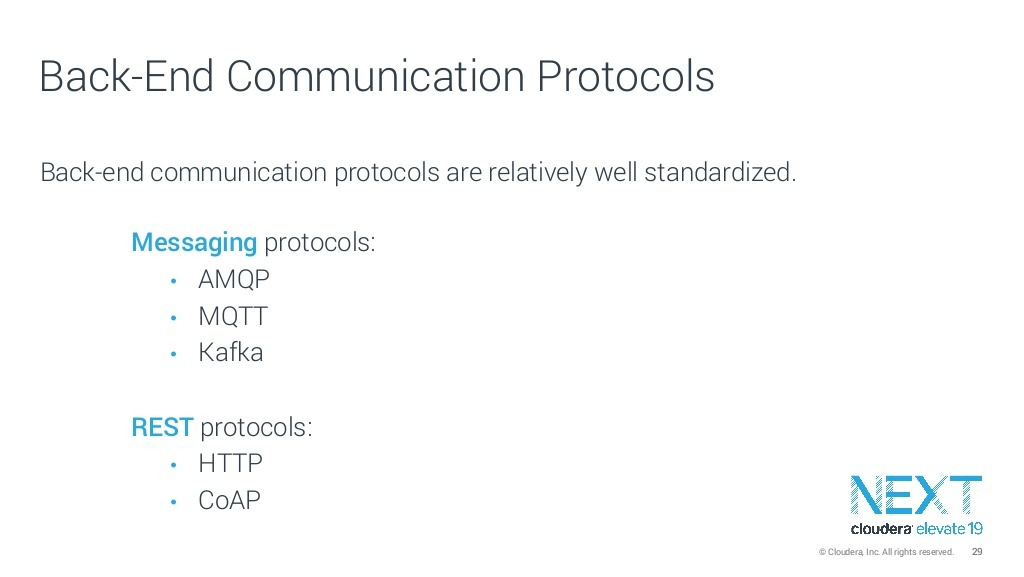 Back-End Communication Protocols
Back-end communication protocols are relatively well standardized.
Messaging protocols:
• AMQP
• MQTT
• Kafka
REST protocols:
• HTTP
• CoAP
NEXT
cloudera elevate 19
© Cloudera, Inc. All rights reserved. 29